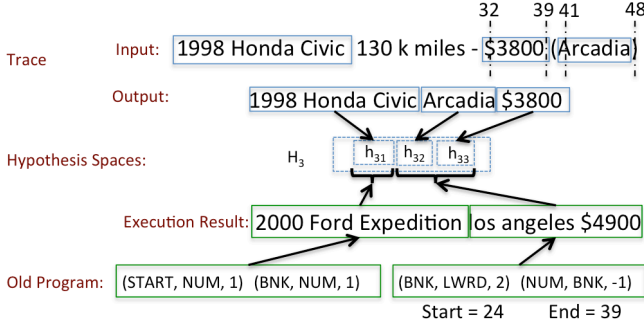 32 39 41 48
Trace Input: 1998 Honda Civic 130 k miles - $3800 (Arcadia)
Output: 1998 Honda Civic Arcadia $3800
Hypothesis Spaces: H3 h31 h32 h33
Execution Result: 2000 Ford Expedition los angeles $4900
Old Program: (START, NUM, 1) (BNK, NUM, 1) (BNK, LWRD, 2) (NUM, BNK, -1)
Start = 24 End = 39